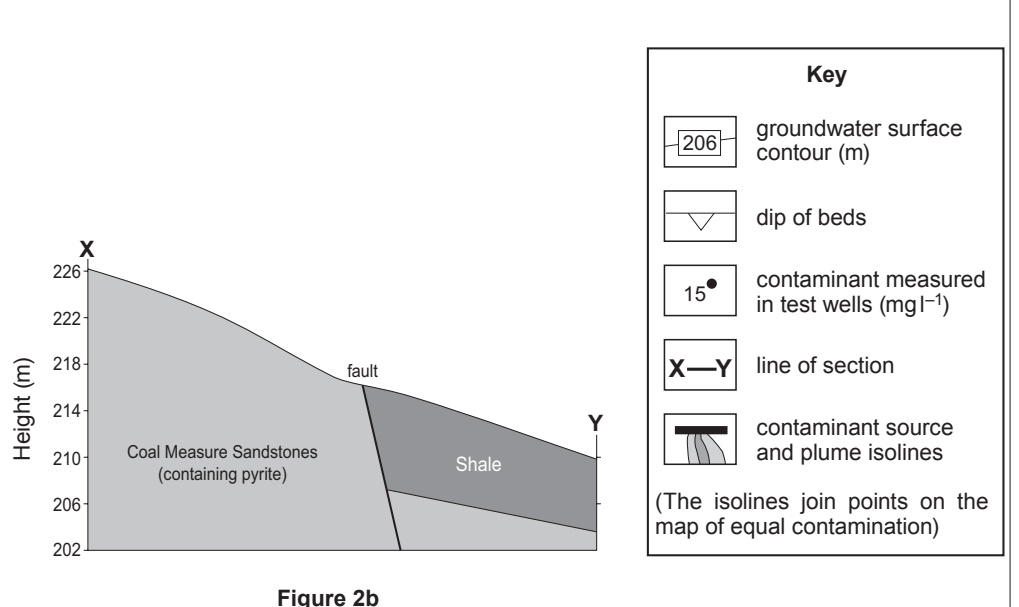 X
226
222
218
214
210
206
202
Height (m)
fault
Y
Coal Measure Sandstones
(containing pyrite)
Shale
Figure 2b
Key
206
groundwater surface
contour (m)
dip of beds
15
contaminant measured
in test wells (mg l⁻¹)
X—Y
line of section
contaminant source
and plume isolines
(The isolines join points on the
map of equal contamination)